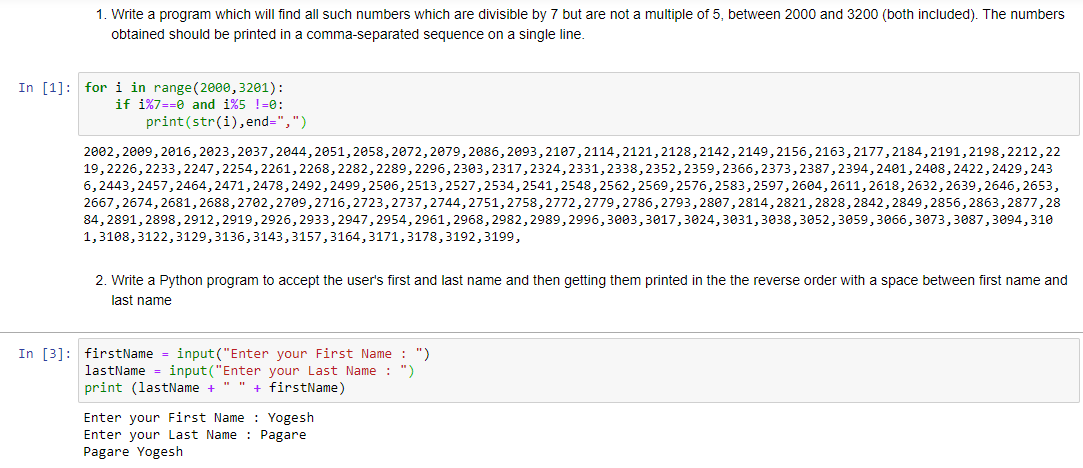 1. Write a program which will find all such numbers which are divisible by 7 but are not a multiple of 5, between 2000 and 3200 (both included). The numbers
obtained should be printed in a comma-separated sequence on a single line.
In [1]: for i in range(2000,3201):
if i%7==0 and i%5 !=0:
print(str(i),end=",")
2002,2009,2016,2023,2037,2044,2051,2058,2072,2079,2086,2093,2107,2114,2121,2128,2142,2149,2156,2163,2177,2184,2191,2198,2212,22
19,2226,2233,2247,2254,2261,2268,2282,2289,2296,2303,2317,2324,2331,2338,2352,2359,2366,2373,2387,2394,2401,2408,2422,2429,243
6,2443,2457,2464,2471,2478,2492,2499,2506,2513,2527,2534,2541,2548,2562,2569,2576,2583,2597,2604,2611,2618,2632,2639,2646,2653,
2667,2674,2681,2688,2702,2709,2716,2723,2737,2744,2751,2758,2772,2779,2786,2793,2807,2814,2821,2828,2842,2849,2856,2863,2877,28
84,2891,2898,2912,2919,2926,2933,2947,2954,2961,2968,2982,2989,2996,3003,3017,3024,3031,3038,3052,3059,3066,3073,3087,3094,310
1,3108,3122,3129,3136,3143,3157,3164,3171,3178,3192,3199,
2. Write a Python program to accept the user's first and last name and then getting them printed in the the reverse order with a space between first name and
last name
In [3]: firstName = input("Enter your First Name : ")
lastName = input("Enter your Last Name : ")
print (lastName + " " + firstName)
Enter your First Name : Yogesh
Enter your Last Name : Pagare
Pagare Yogesh